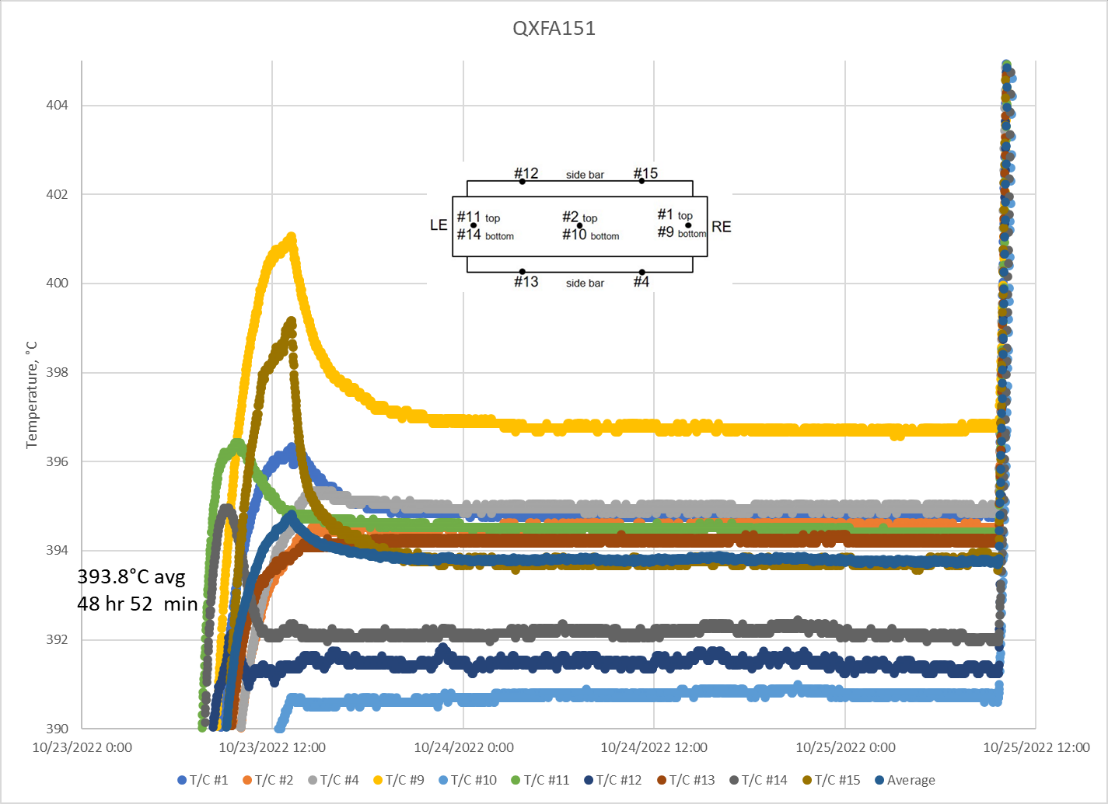 QXFA151
404
402
400
398
396
394
392
390
Temperature, °C
#12 side bar #15
LE #11 top #2 top #1 top RE
#14 bottom #10 bottom #9 bottom
#13 side bar #4
393.8°C avg
48 hr 52 min
10/23/2022 0:00 10/23/2022 12:00 10/24/2022 0:00 10/24/2022 12:00 10/25/2022 0:00 10/25/2022 12:00
T/C #1 T/C #2 T/C #4 T/C #9 T/C #10 T/C #11 T/C #12 T/C #13 T/C #14 T/C #15 Average